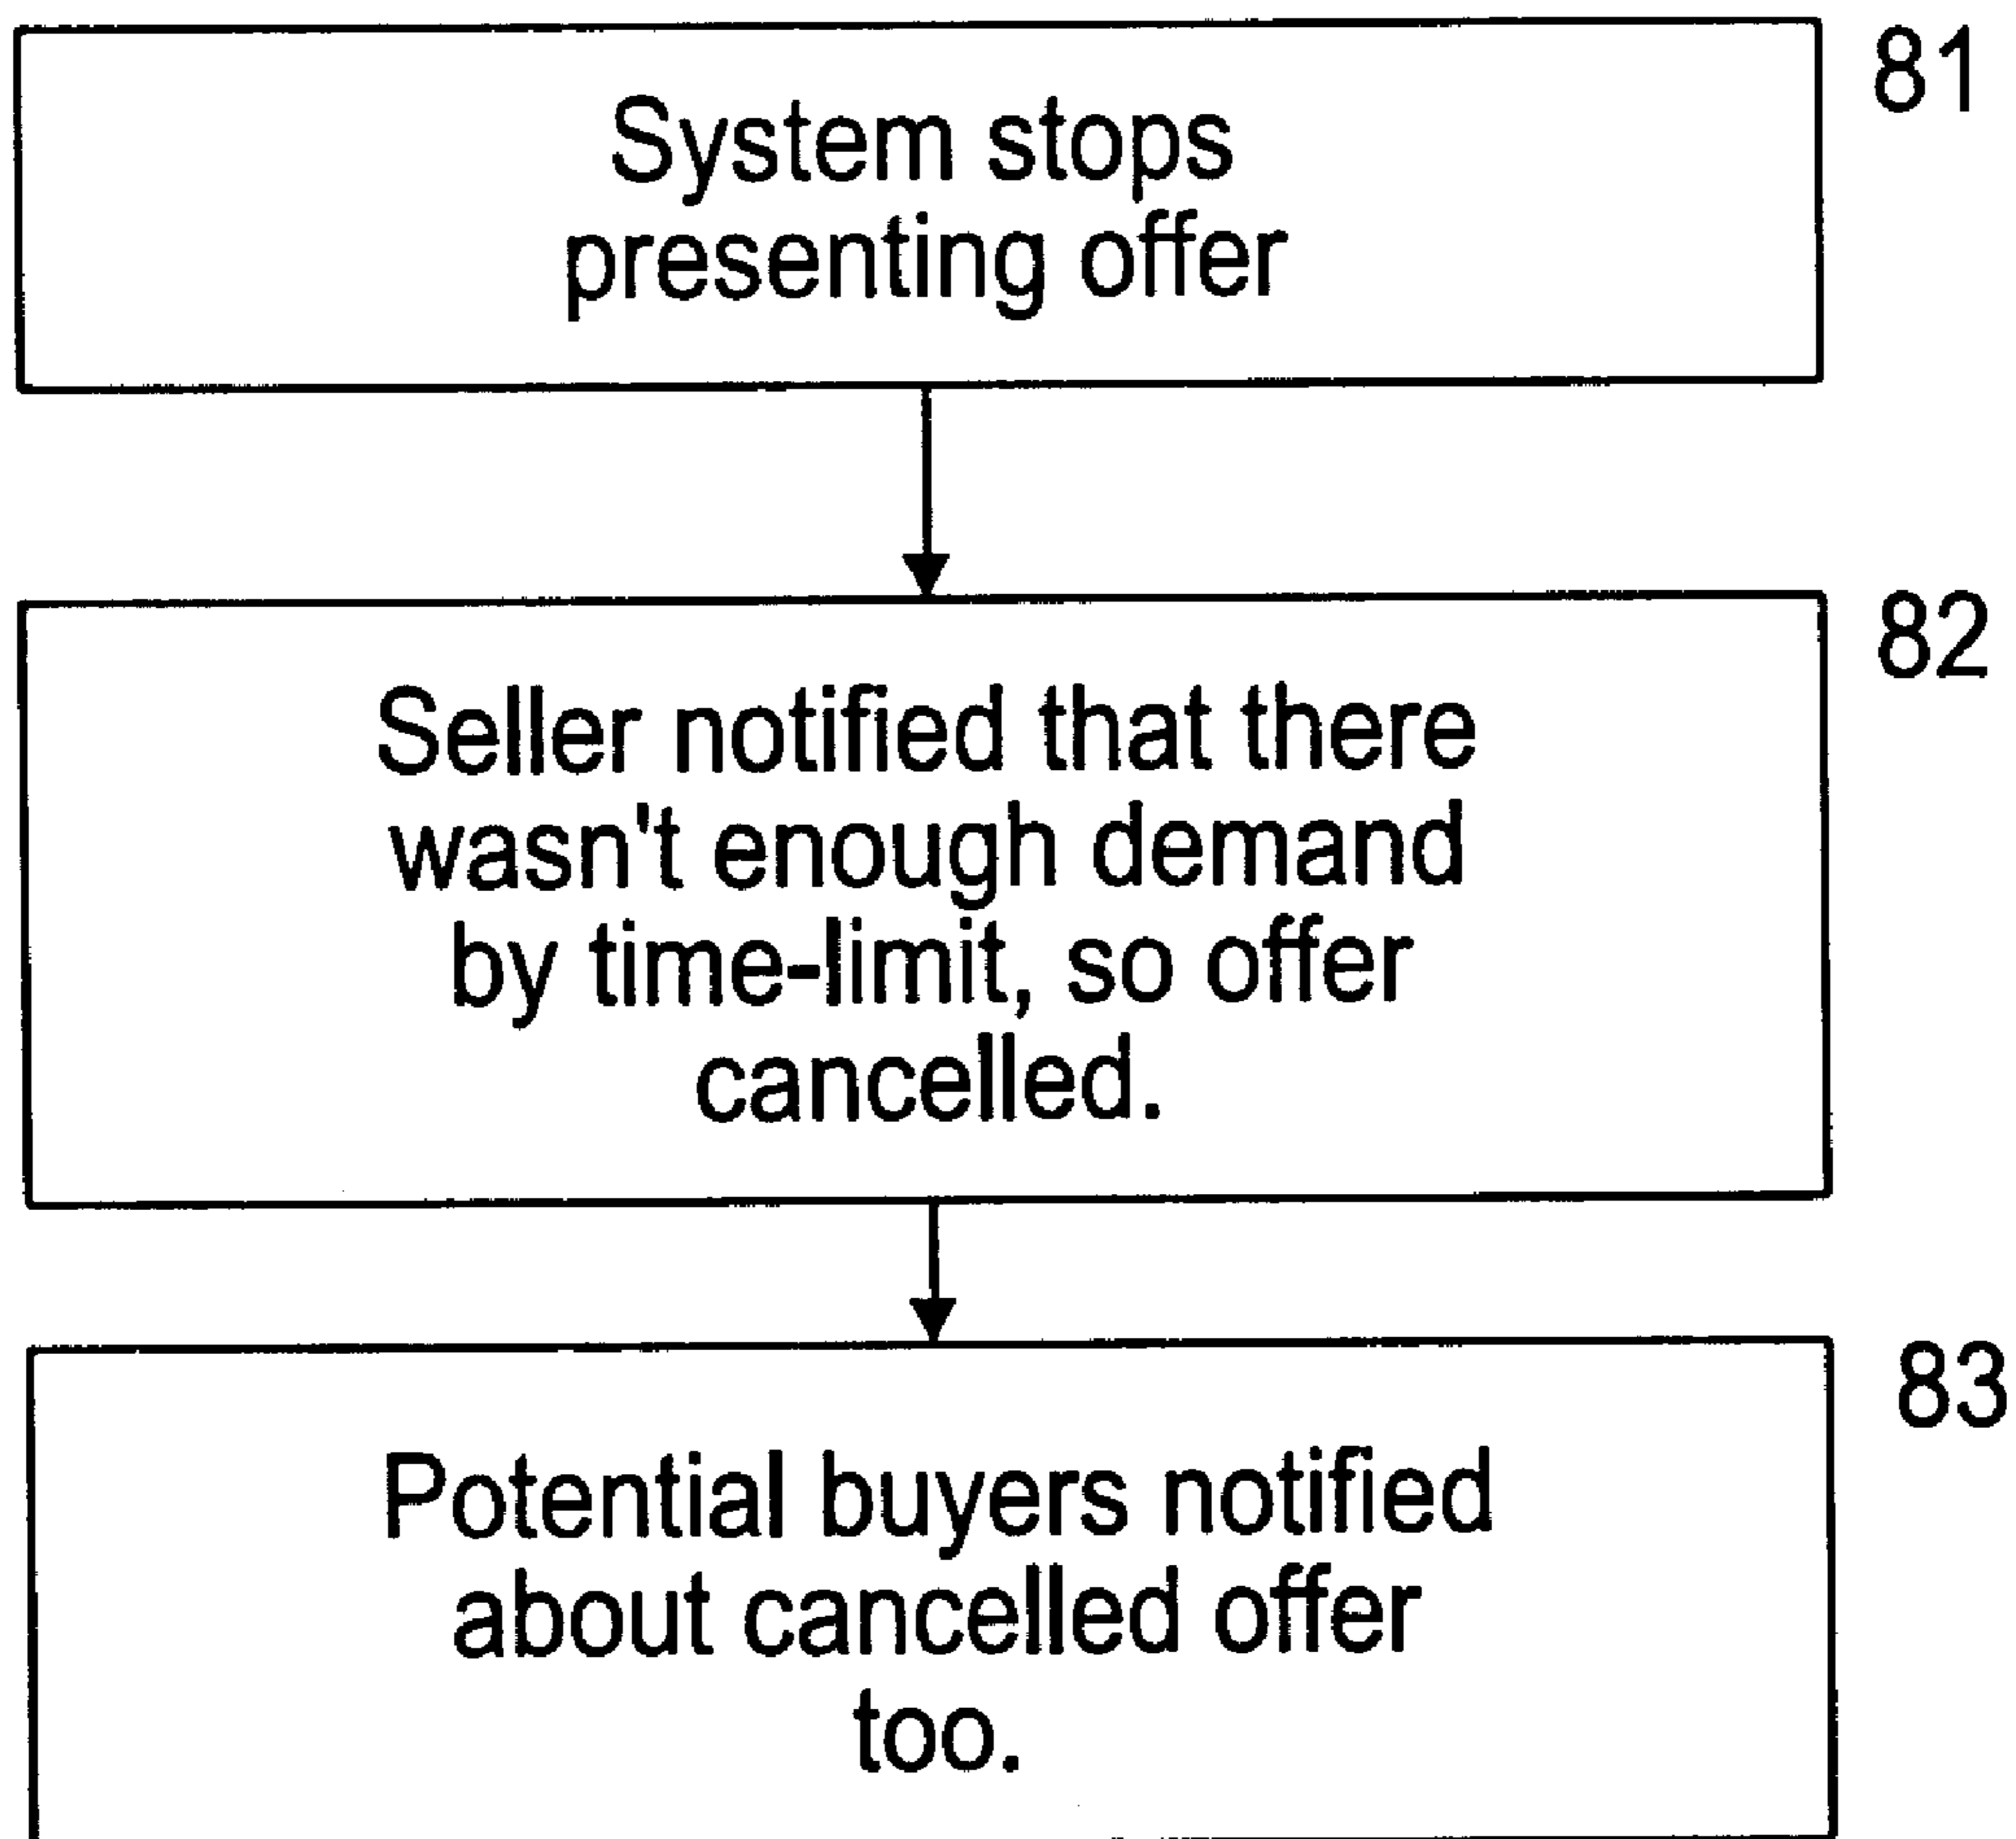 81
System stops
presenting offer
82
Seller notified that there
wasn't enough demand
by time-limit, so offer
cancelled.
83
Potential buyers notified
about cancelled offer
too.